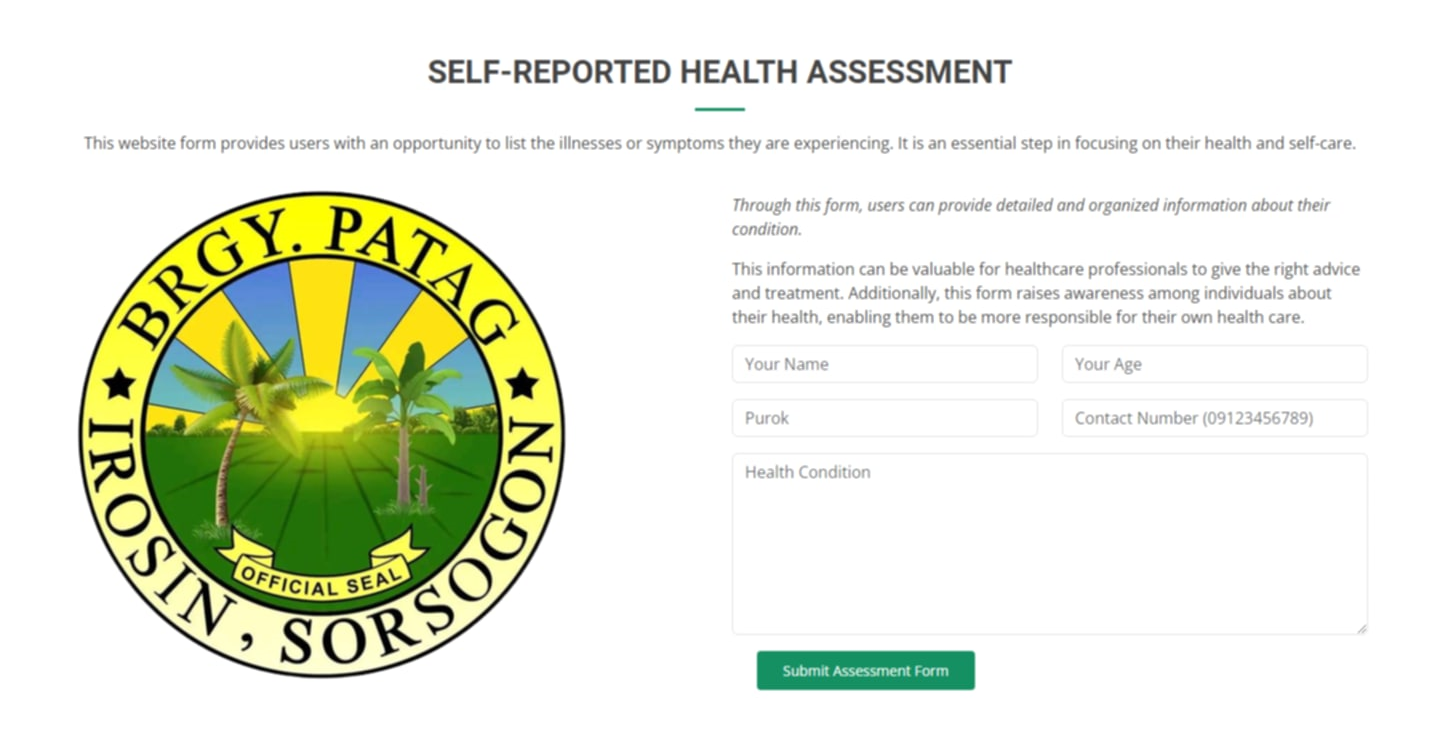 SELF-REPORTED HEALTH ASSESSMENT
This website form provides users with an opportunity to list the illnesses or symptoms they are experiencing. It is an essential step in focusing on their health and self-care.
BRGY. PATAG
IROSIN, SORSOGON
OFFICIAL SEAL
Through this form, users can provide detailed and organized information about their
condition.
This information can be valuable for healthcare professionals to give the right advice
and treatment. Additionally, this form raises awareness among individuals about
their health, enabling them to be more responsible for their own health care.
Your Name
Your Age
Purok
Contact Number (09123456789)
Health Condition
Submit Assessment Form